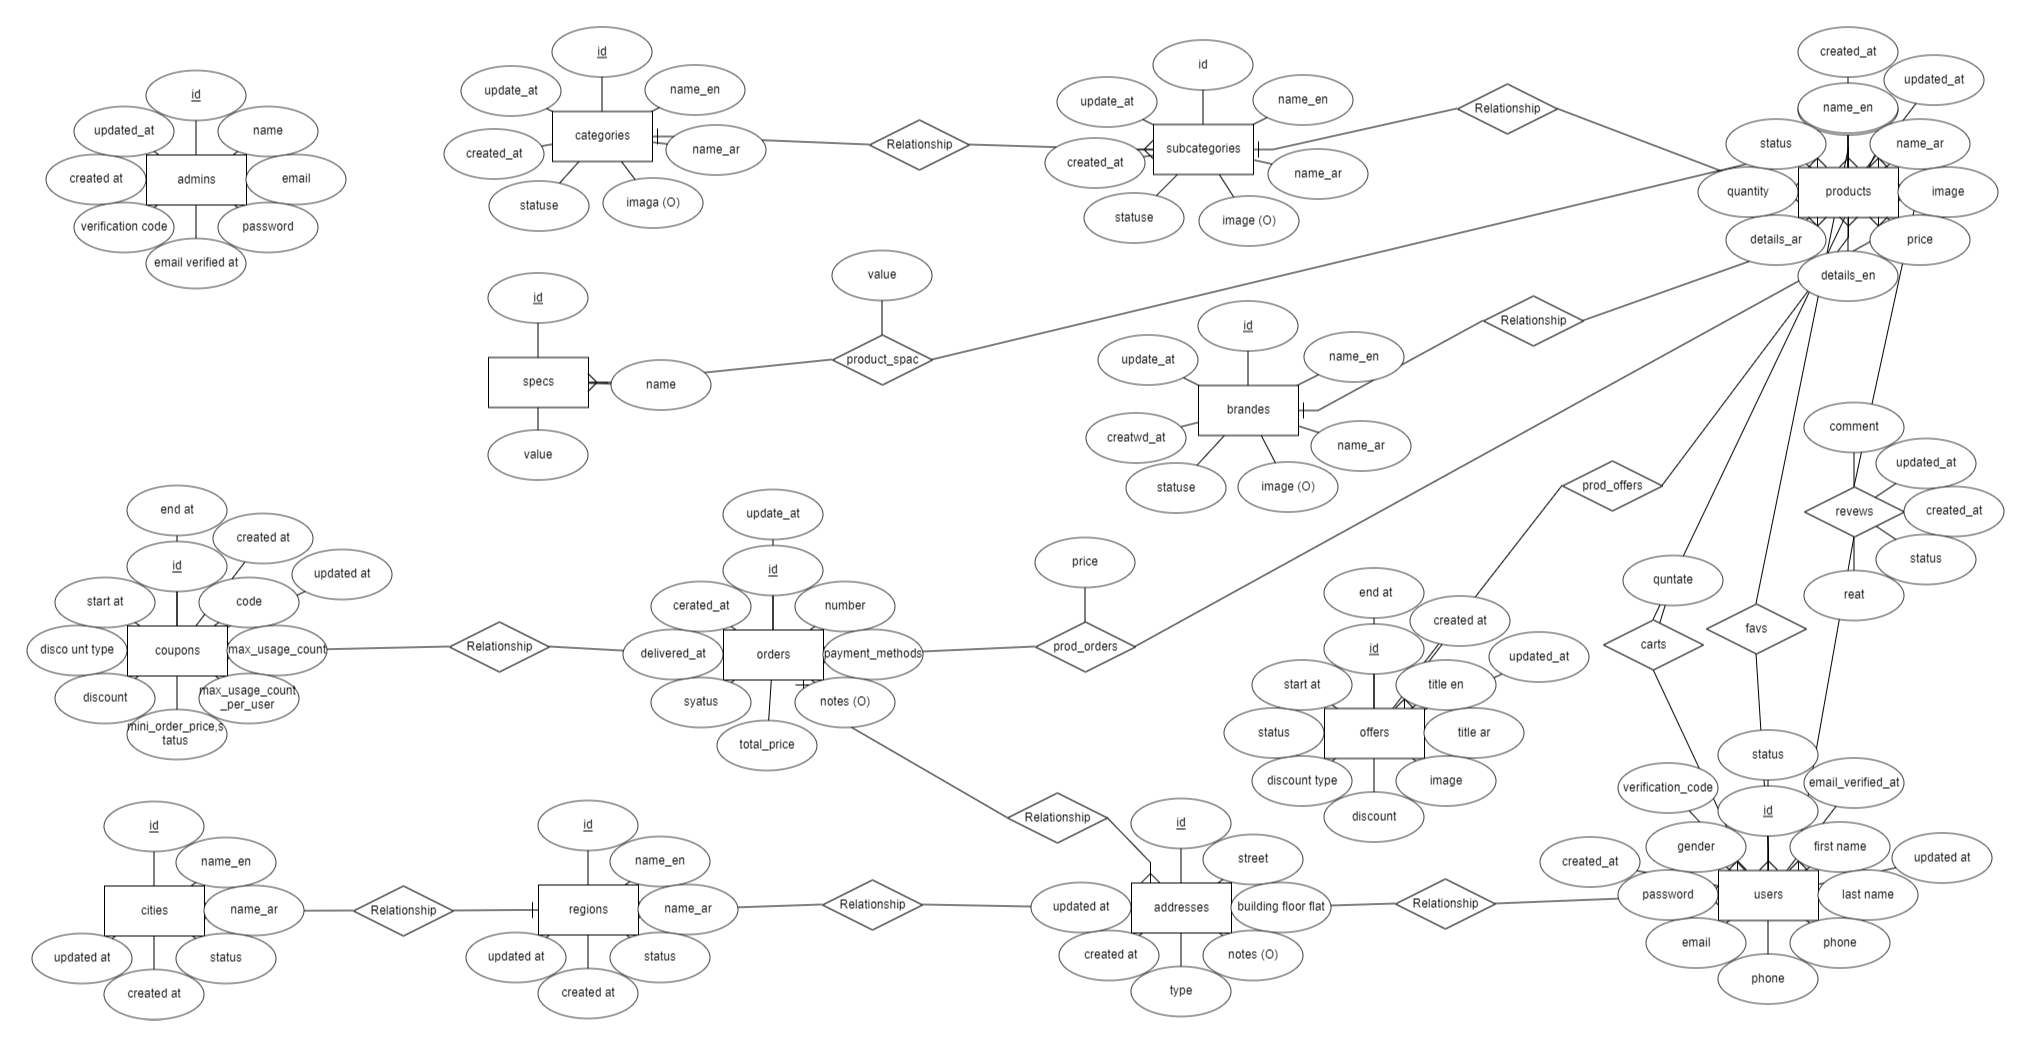 id
updated_at
name
created at
admins
email
verification code
password
email verified at
id
update_at
name_en
categories
created_at
name_ar
statuse
imaga (O)
Relationship
id
update_at
name_en
subcategories
created_at
name_ar
statuse
image (O)
Relationship
created_at
updated_at
name_en
status
name_ar
quantity
products
image
details_ar
price
details_en
id
specs
name
value
value
product_spac
id
update_at
name_en
brandes
creatwd_at
name_ar
statuse
image (O)
Relationship
prod_offers
comment
updated_at
revews
created_at
status
reat
end at
created at
id
updated at
start at
code
disco unt type
coupons
max_usage_count
discount
max_usage_count
_per_user
mini_order_price,s
tatus
Relationship
update_at
id
cerated_at
number
delivered_at
orders
payment_methods
syatus
notes (O)
total_price
price
prod_orders
end at
created at
id
updated_at
start at
title en
status
offers
title ar
discount type
image
discount
quntate
carts
favs
id
name_en
cities
name_ar
updated at
status
created at
Relationship
id
name_en
regions
name_ar
updated at
status
created at
Relationship
Relationship
id
street
updated at
addresses
building floor flat
created at
notes (O)
type
Relationship
status
verification_code
email_verified_at
id
gender
first name
created_at
updated at
password
users
last name
email
phone
phone